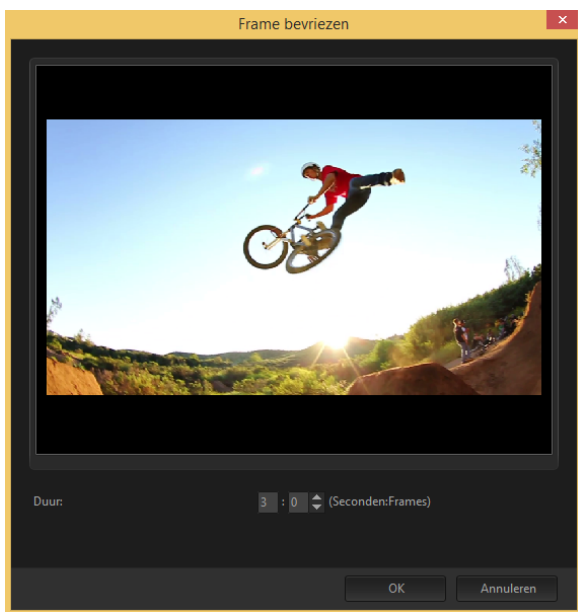 Frame bevriezen
Duur:
3 : 0 (Seconden:Frames)
OK
Annuleren